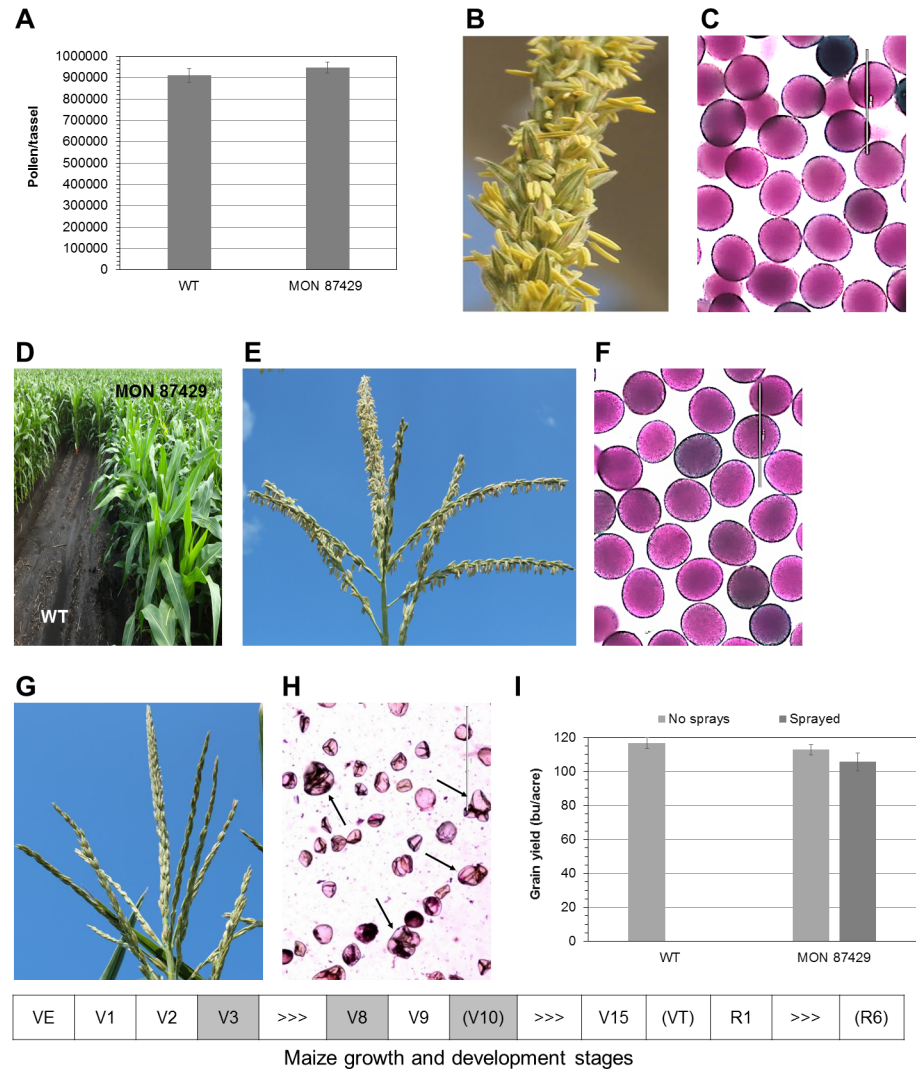 A
B
C
1000000
900000
800000
700000
600000
500000
400000
300000
200000
100000
0
Pollen/tassel
WT
MON 87429
D
MON 87429
WT
E
F
G
H
I
No sprays
Sprayed
120
100
80
60
40
20
0
Grain yield (bu/acre)
WT
MON 87429
VE V1 V2 V3 >>> V8 V9 (V10) >>> V15 (VT) R1 >>> (R6)
Maize growth and development stages